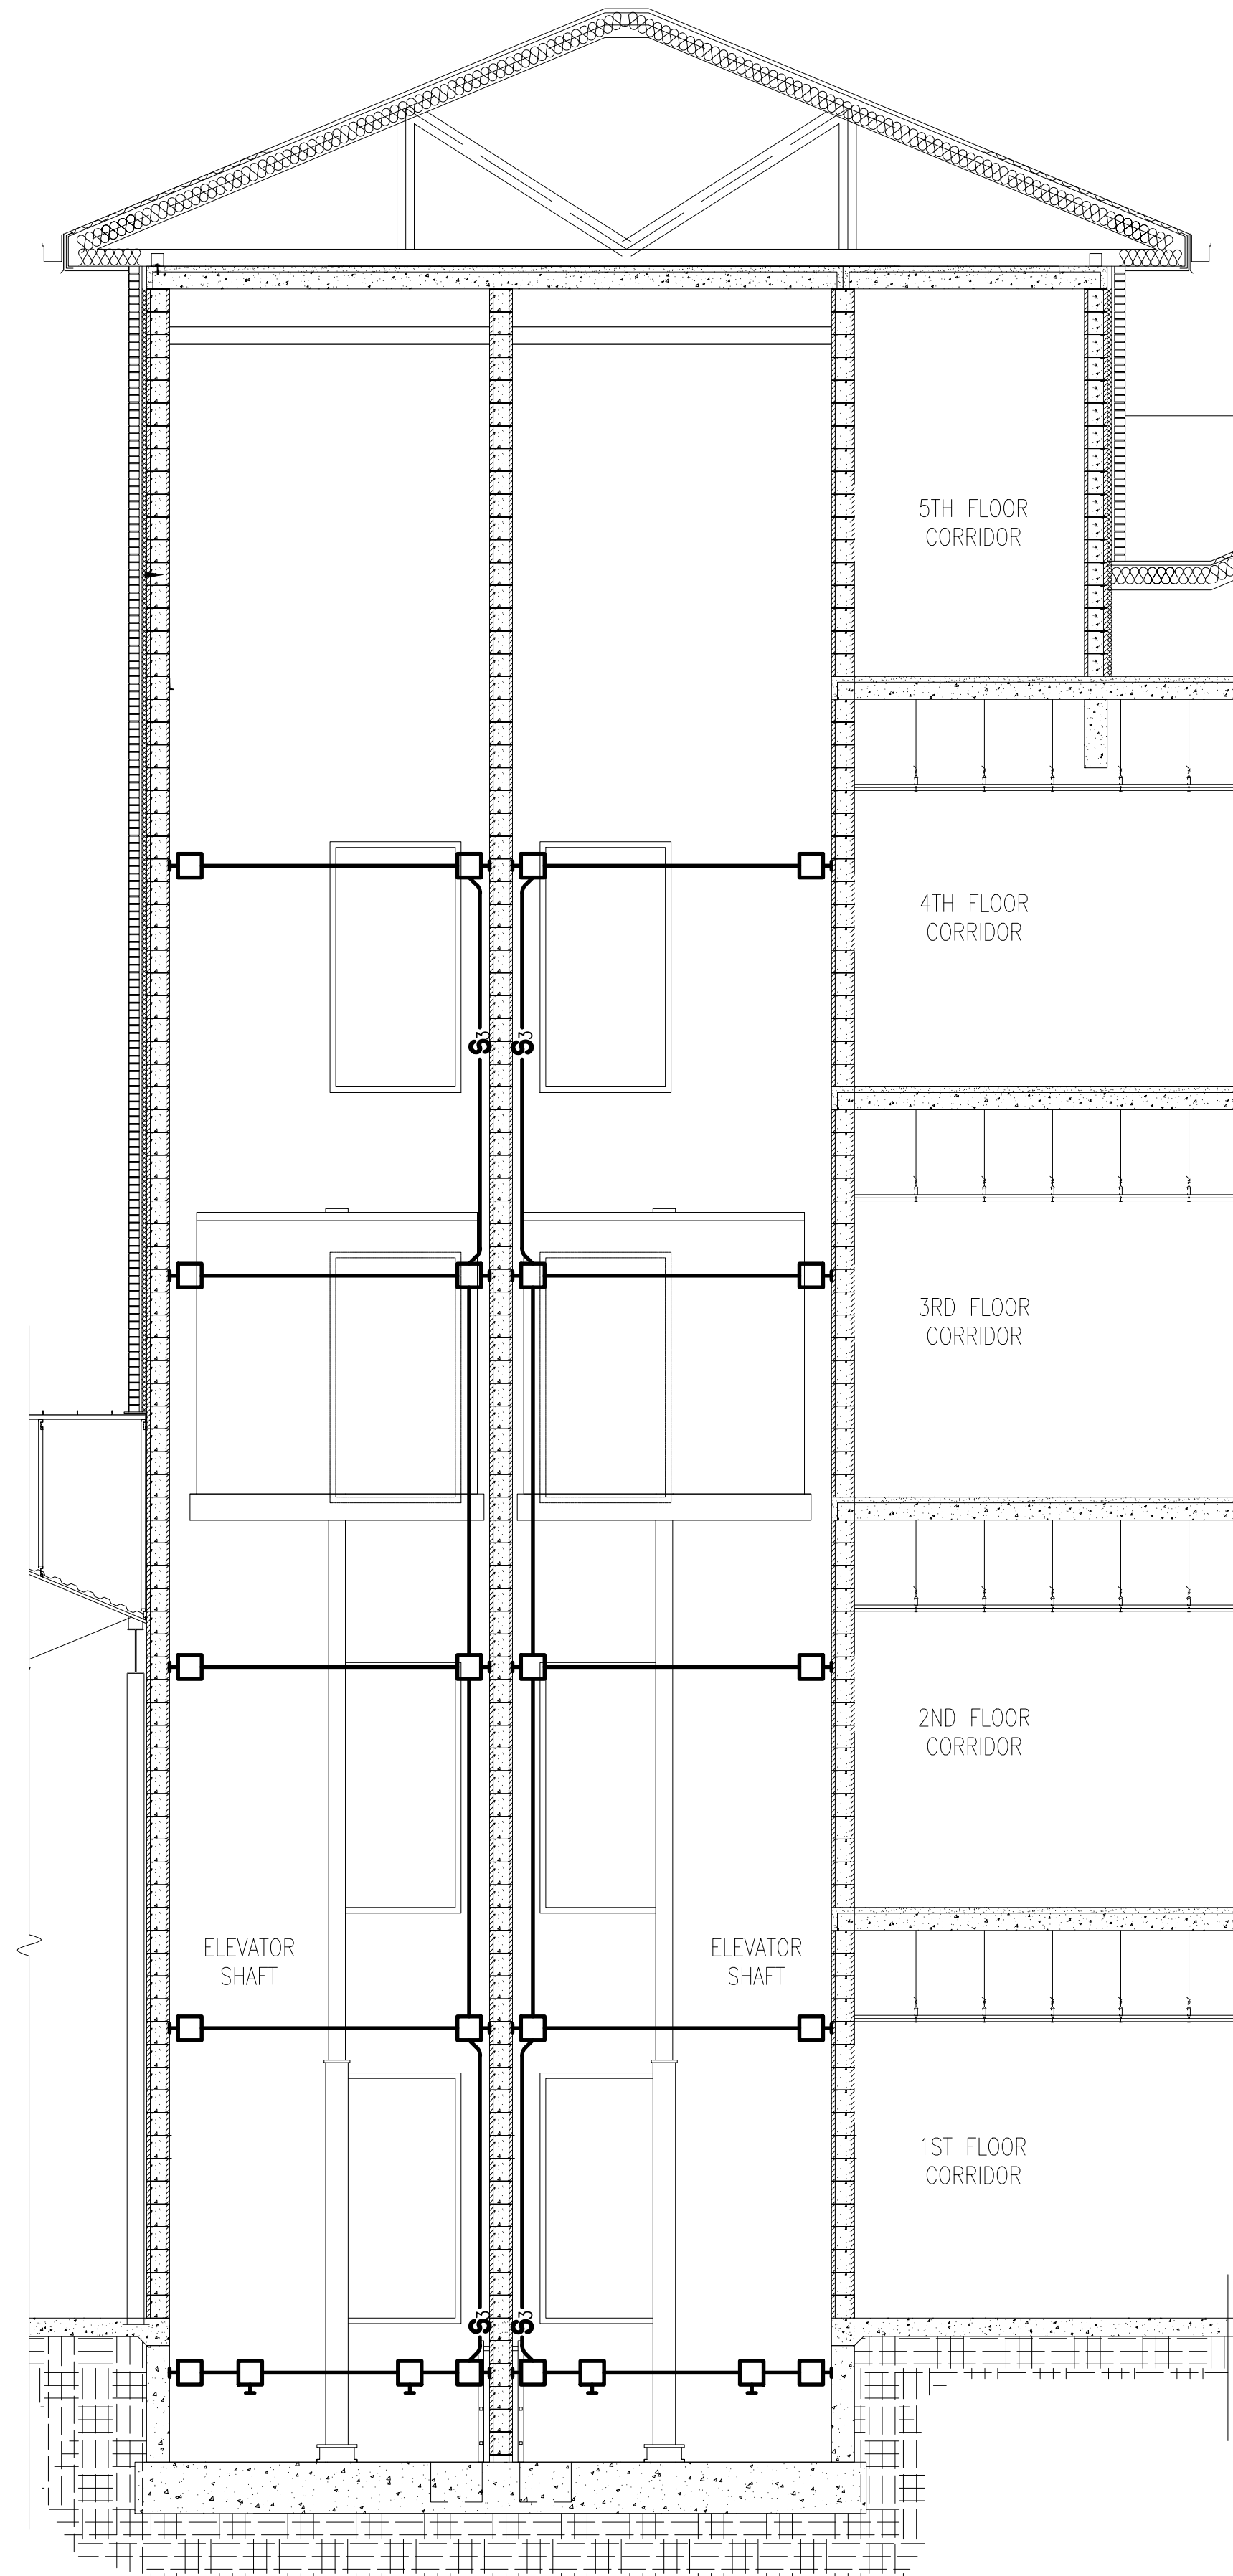 5TH FLOOR
CORRIDOR
4TH FLOOR
CORRIDOR
S3 S3
3RD FLOOR
CORRIDOR
2ND FLOOR
CORRIDOR
ELEVATOR
SHAFT
ELEVATOR
SHAFT
1ST FLOOR
CORRIDOR
S3 S3